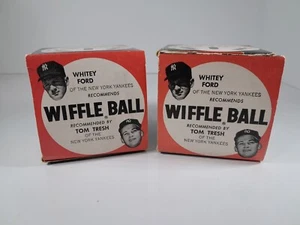 WHITEY
FORD
OF THE NEW YORK YANKEES
RECOMMENDS
WIFFLE BALL
RECOMMENDED BY
TOM TRESH
OF THE
NEW YORK YANKEES
WHITEY
FORD
OF THE NEW YORK YANKEES
RECOMMENDS
WIFFLE BALL
RECOMMENDED BY
TOM TRESH
OF THE
NEW YORK YANKEES